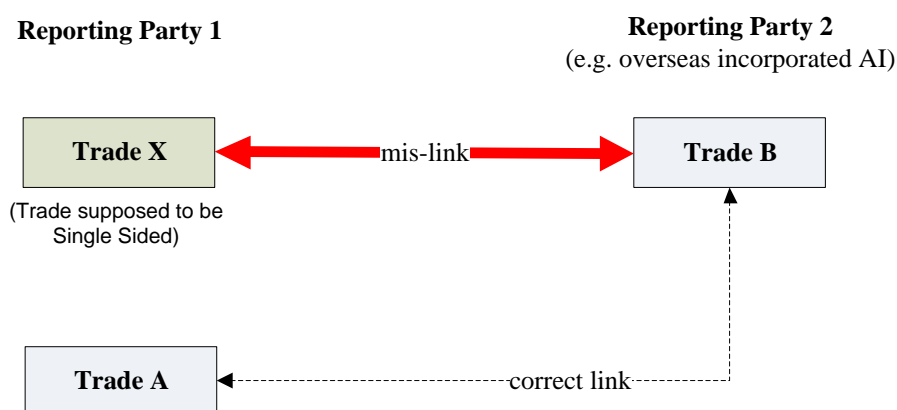 Reporting Party 1
Reporting Party 2
(e.g. overseas incorporated AI)
Trade X
mis-link
Trade B
(Trade supposed to be
Single Sided)
Trade A
correct link